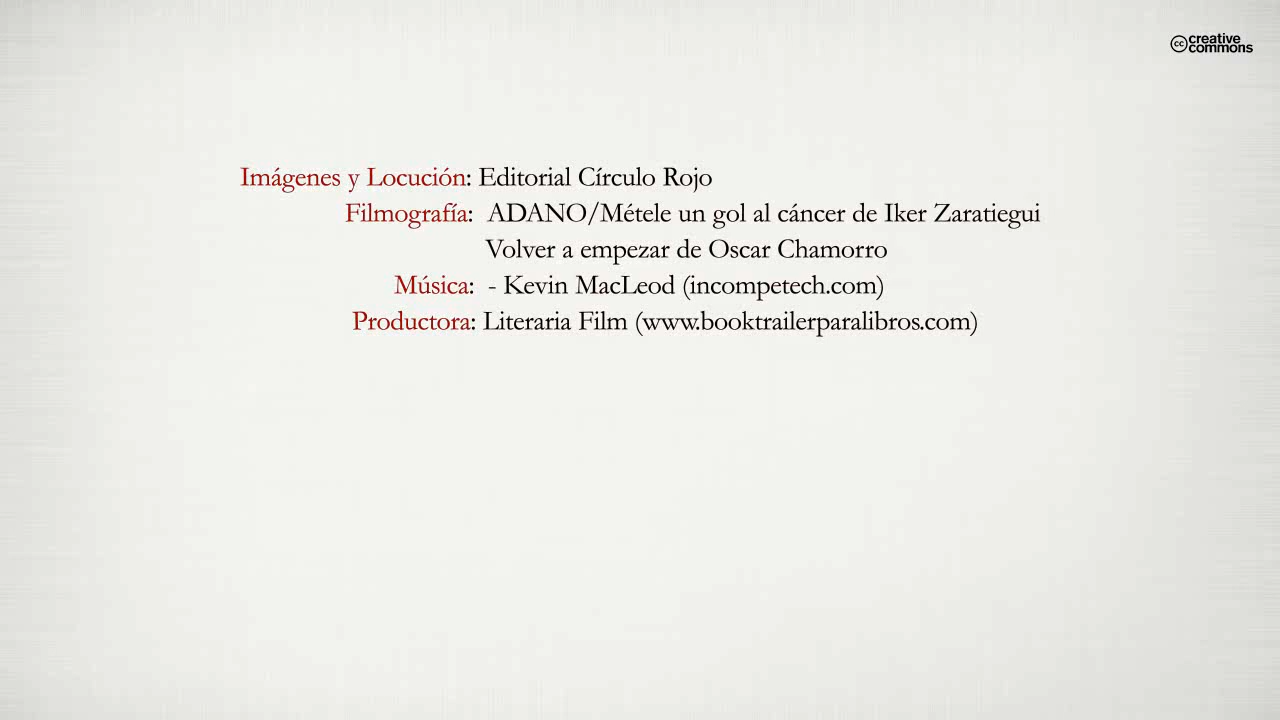 creative
commons
Imágenes y Locución: Editorial Círculo Rojo
Filmografía: ADANO/Métele un gol al cáncer de Iker Zaratiegui
Volver a empezar de Oscar Chamorro
Música: - Kevin MacLeod (incompetech.com)
Productora: Literaria Film (www.booktrailerparalibros.com)